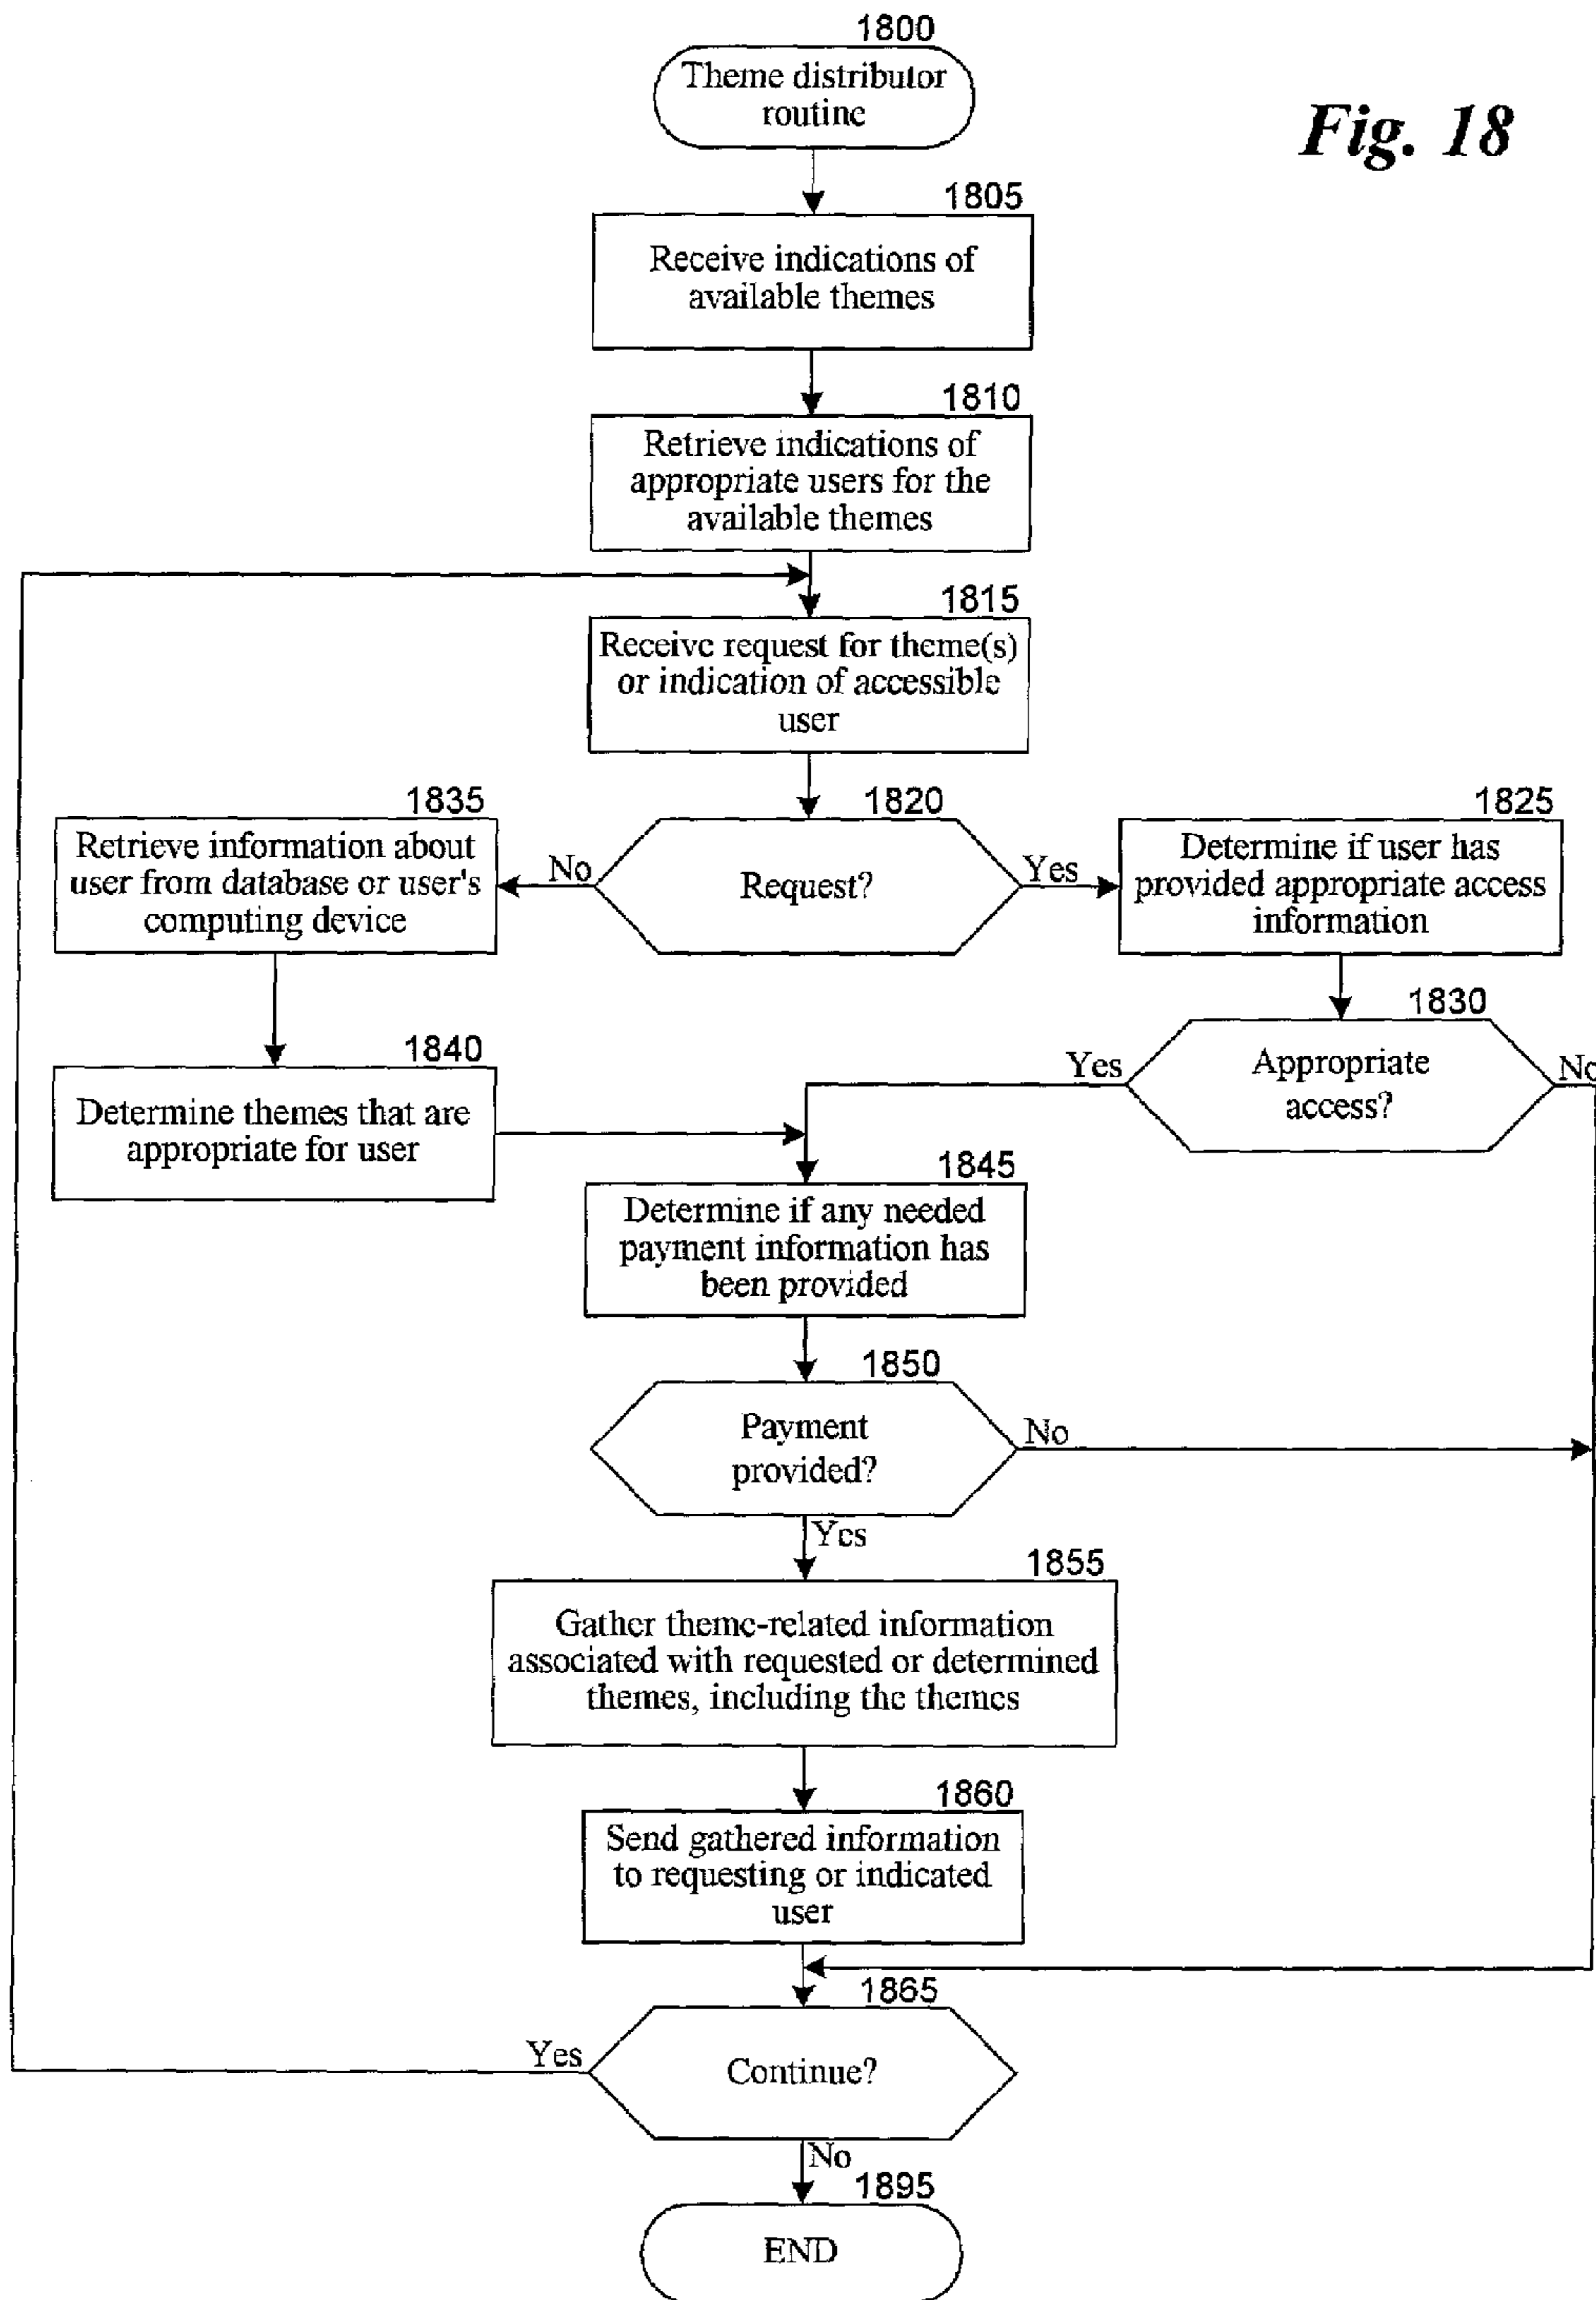 1800
Theme distributor
routine
Fig. 18
1805
Receive indications of
available themes
1810
Retrieve indications of
appropriate users for the
available themes
1815
Receive request for theme(s)
or indication of accessible
user
1820
Request?
No
Yes
1835
Retrieve information about
user from database or user's
computing device
1825
Determine if user has
provided appropriate access
information
1830
Appropriate
access?
Yes
No
1840
Determine themes that are
appropriate for user
1845
Determine if any needed
payment information has
been provided
1850
Payment
provided?
No
Yes
1855
Gather theme-related information
associated with requested or determined
themes, including the themes
1860
Send gathered information
to requesting or indicated
user
1865
Continue?
Yes
No
1895
END